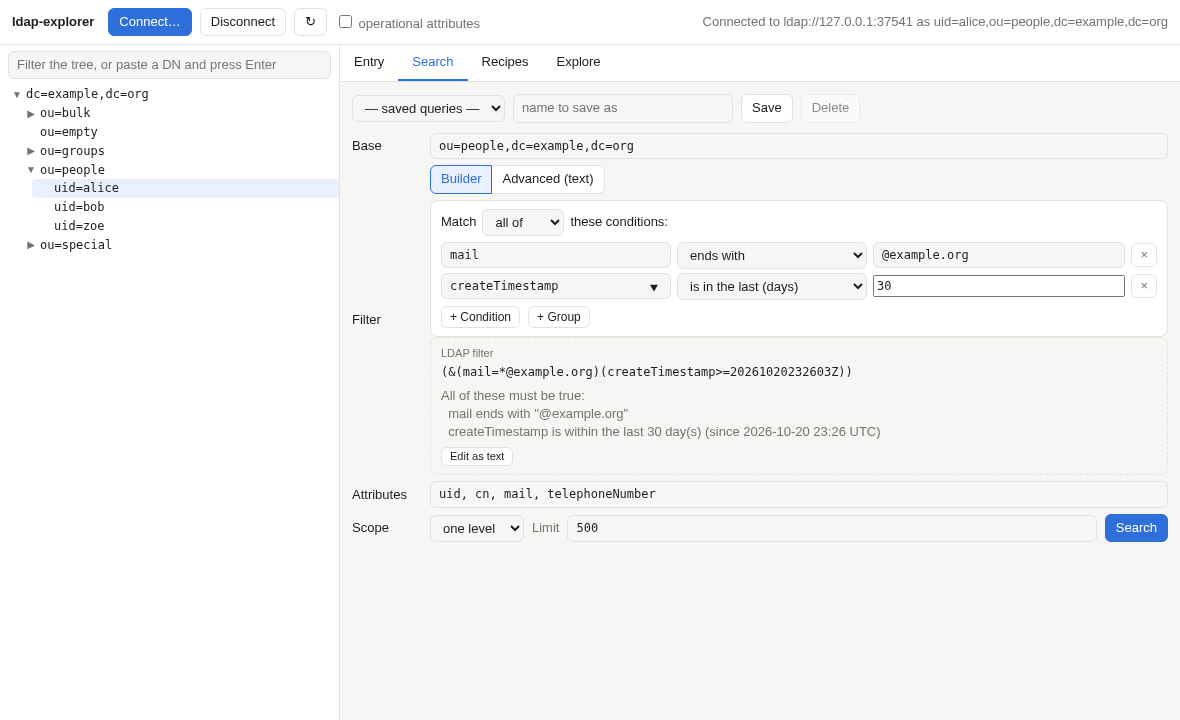 ldap-explorer Connect… Disconnect ↻ operational attributes Connected to ldap://127.0.0.1:37541 as uid=alice,ou=people,dc=example,dc=org
Filter the tree, or paste a DN and press Enter
▼ dc=example,dc=org
▶ ou=bulk
ou=empty
▶ ou=groups
▼ ou=people
uid=alice
uid=bob
uid=zoe
▶ ou=special
Entry Search Recipes Explore
— saved queries — name to save as Save Delete
Base ou=people,dc=example,dc=org
Builder Advanced (text)
Filter
Match all of these conditions:
mail ends with @example.org ×
createTimestamp is in the last (days) 30 ×
+ Condition + Group
LDAP filter
(&(mail=*@example.org)(createTimestamp>=20261020232603Z))
All of these must be true:
mail ends with "@example.org"
createTimestamp is within the last 30 day(s) (since 2026-10-20 23:26 UTC)
Edit as text
Attributes uid, cn, mail, telephoneNumber
Scope one level Limit 500 Search